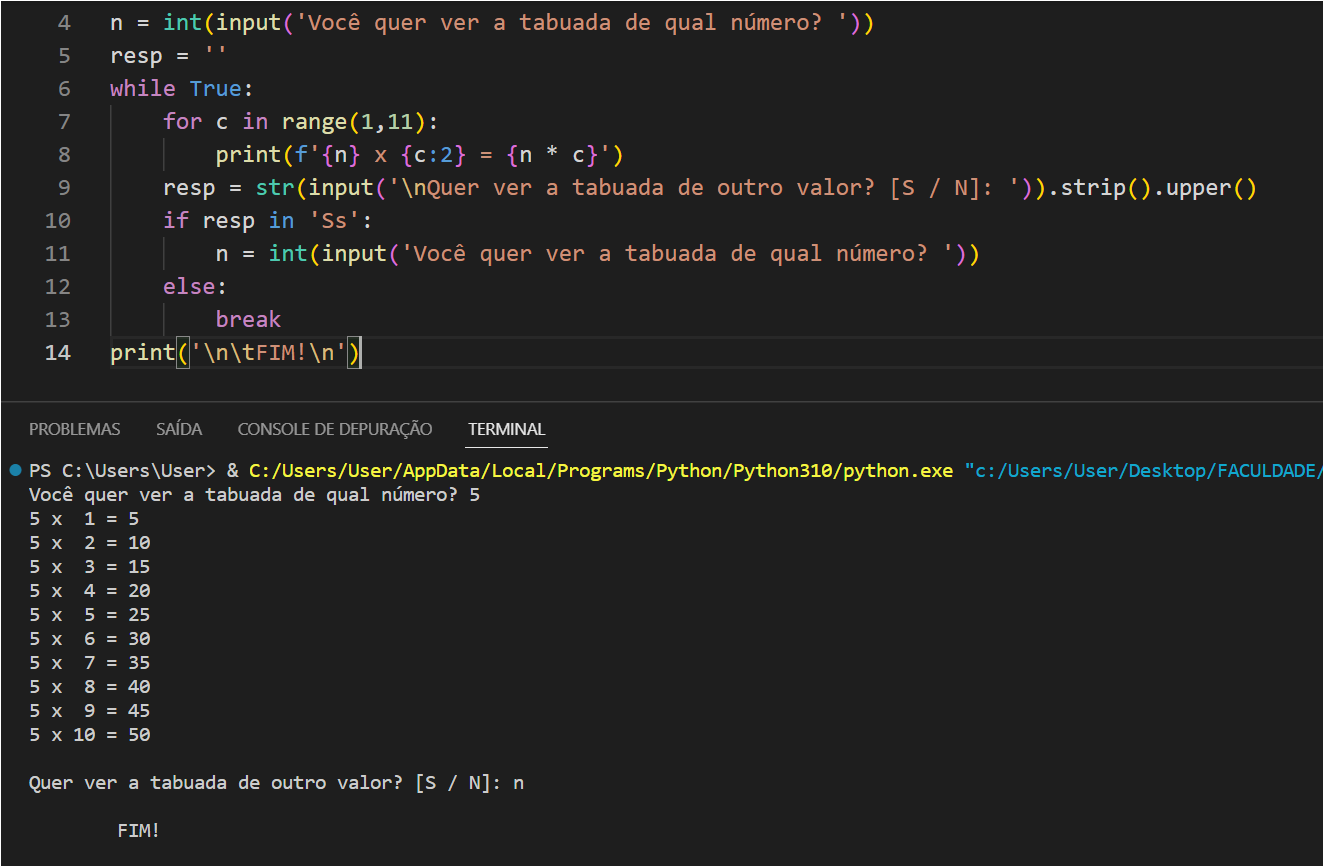 4 n = int(input('Você quer ver a tabuada de qual número? '))
5 resp = ''
6 while True:
7 for c in range(1,11):
8 print(f'{n} x {c:2} = {n * c}')
9 resp = str(input('\nQuer ver a tabuada de outro valor? [S / N]: ')).strip().upper()
10 if resp in 'Ss':
11 n = int(input('Você quer ver a tabuada de qual número? '))
12 else:
13 break
14 print('\n\tFIM!\n')
PROBLEMAS SAÍDA CONSOLE DE DEPURAÇÃO TERMINAL
PS C:\Users\User> & C:/Users/User/AppData/Local/Programs/Python/Python310/python.exe "c:/Users/User/Desktop/FACULDADE/
Você quer ver a tabuada de qual número? 5
5 x  1 = 5
5 x  2 = 10
5 x  3 = 15
5 x  4 = 20
5 x  5 = 25
5 x  6 = 30
5 x  7 = 35
5 x  8 = 40
5 x  9 = 45
5 x 10 = 50
Quer ver a tabuada de outro valor? [S / N]: n
FIM!